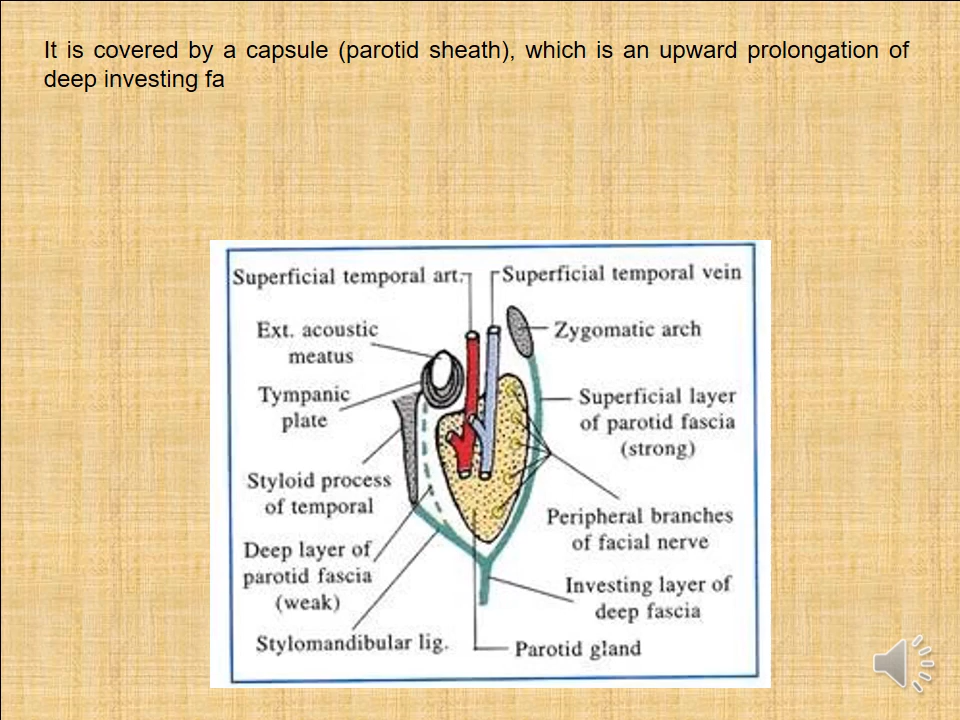 It is covered by a capsule (parotid sheath), which is an upward prolongation of
deep investing fa
Superficial temporal art.
Superficial temporal vein
Ext. acoustic
meatus
Zygomatic arch
Tympanic
plate
Superficial layer
of parotid fascia
(strong)
Styloid process
of temporal
Peripheral branches
of facial nerve
Deep layer of
parotid fascia
(weak)
Investing layer of
deep fascia
Stylomandibular lig.
Parotid gland